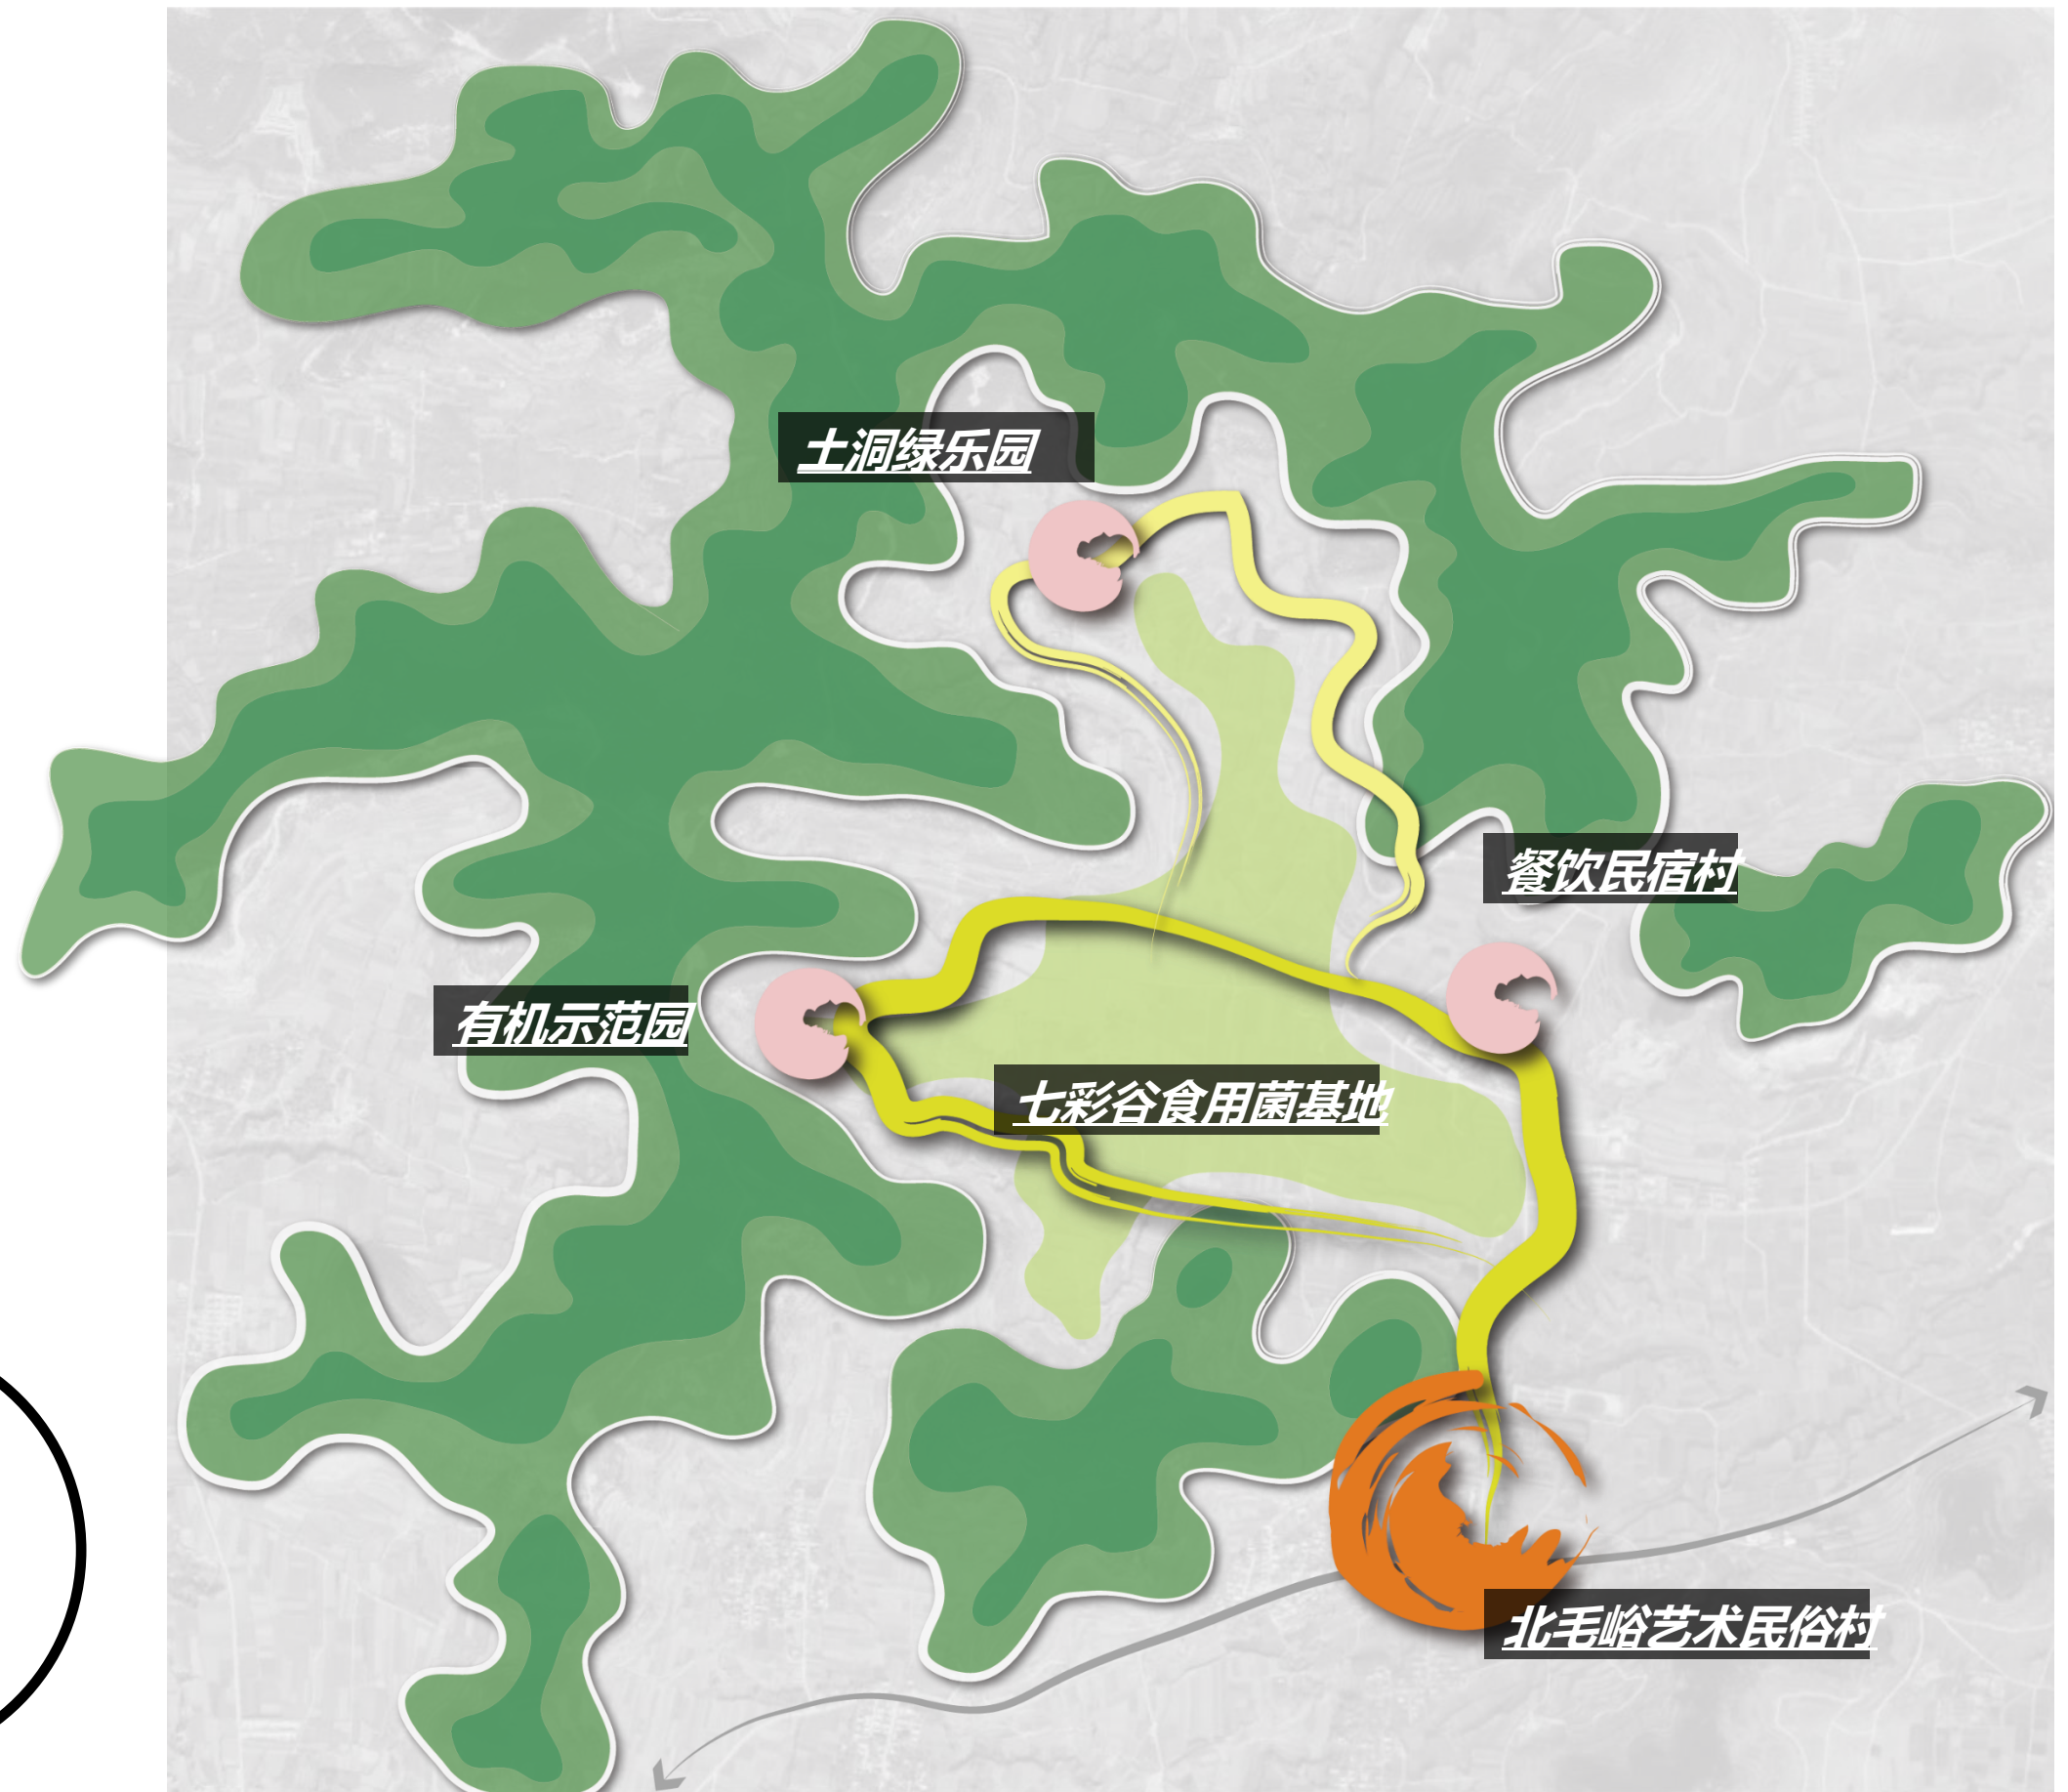 土洞绿乐园
餐饮民宿村
有机示范园
七彩谷食用菌基地
北毛峪艺术民俗村